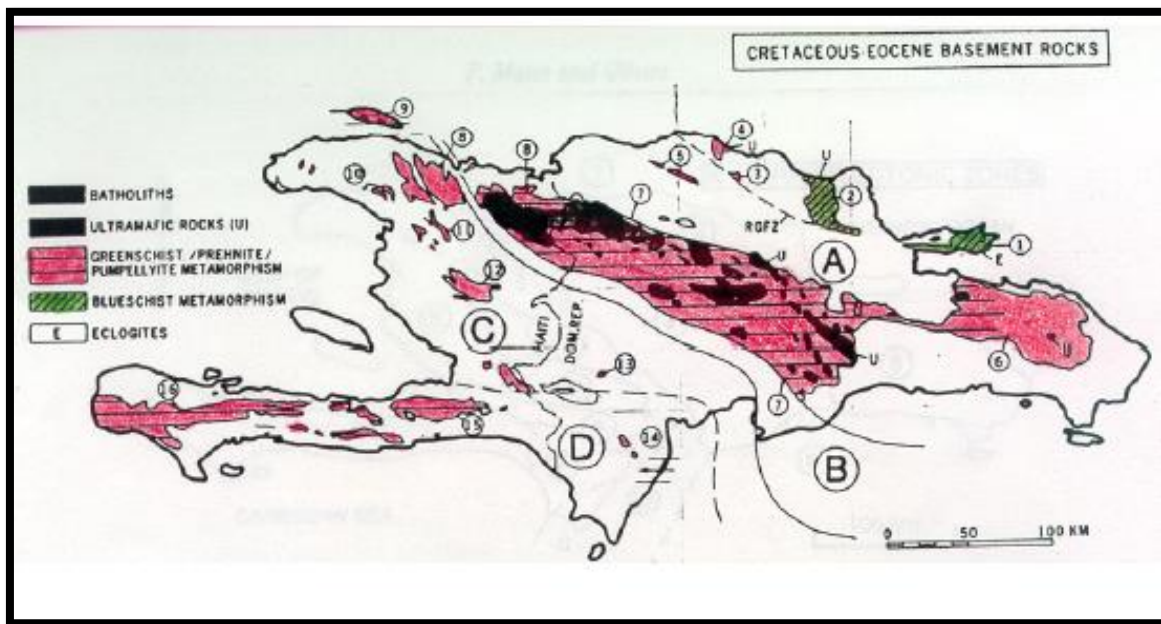 CRETACEOUS-EOCENE BASEMENT ROCKS
9
8
8
4
U
5
3
U
10
7
2
BATHOLITHS
ULTRAMAFIC ROCKS (U)
11
RGFZ
GREENSCHIST /PREHNITE/
PUMPELLYITE METAMORPHISM
12
U
A
1
E
BLUESCHIST METAMORPHISM
E ECLOGITES
C
HAITI
DOM. REP.
13
U
6
U
16
7
15
D
14
B
0 50 100 KM